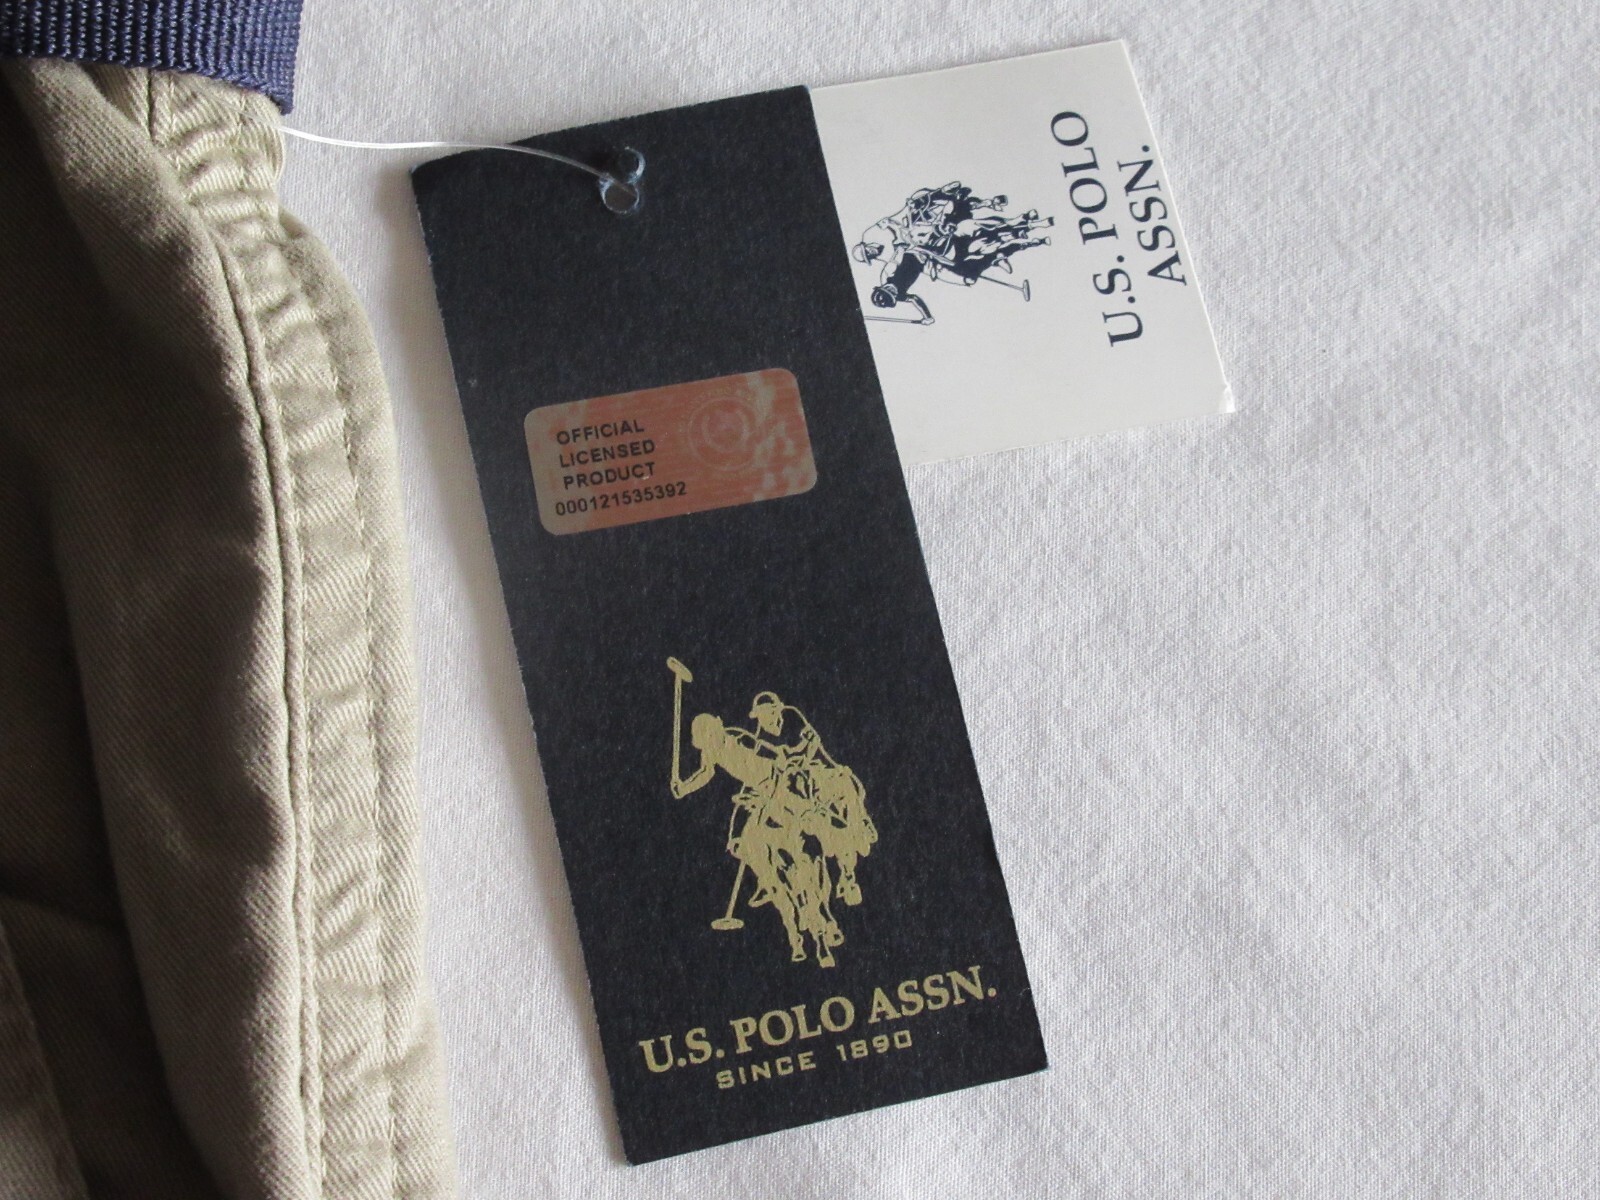 OFFICIAL
LICENSED
PRODUCT
000121535392
U.S. POLO ASSN.
SINCE 1890
U.S. POLO
ASSN.